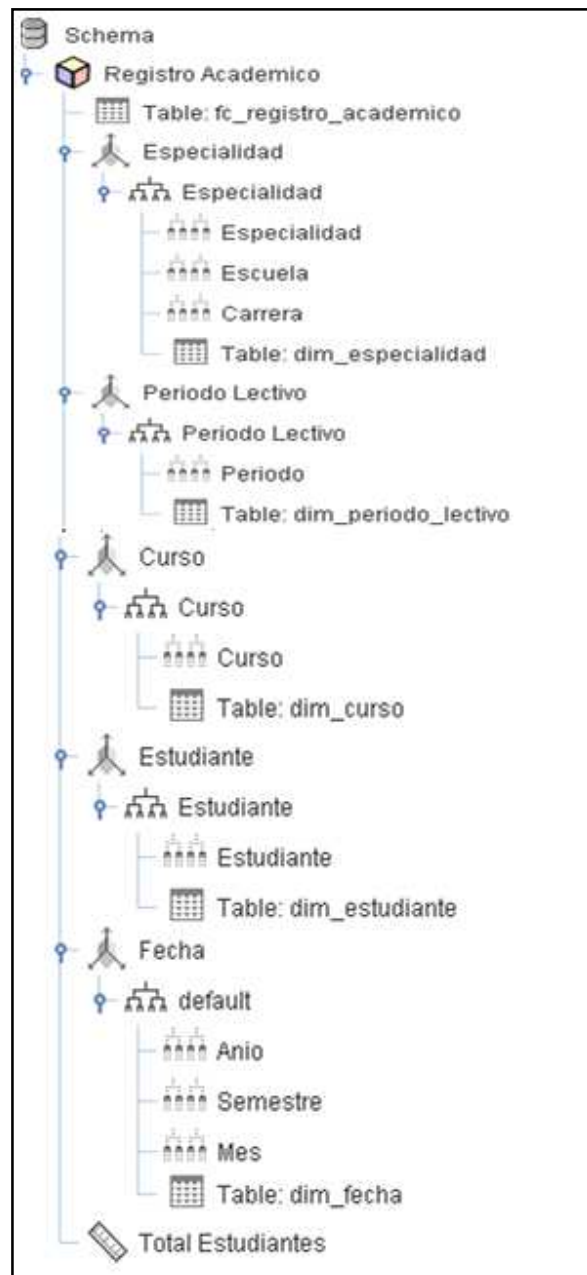 Schema
Registro Academico
Table: fc_registro_academico
Especialidad
Especialidad
Especialidad
Escuela
Carrera
Table: dim_especialidad
Periodo Lectivo
Periodo Lectivo
Periodo
Table: dim_periodo_lectivo
Curso
Curso
Curso
Table: dim_curso
Estudiante
Estudiante
Estudiante
Table: dim_estudiante
Fecha
default
Anio
Semestre
Mes
Table: dim_fecha
Total Estudiantes